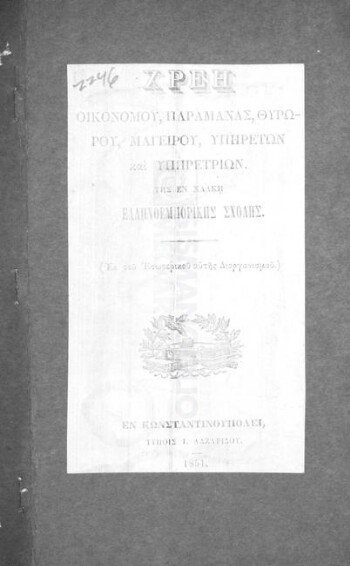 2246
ΧΡΕΗ
ΟΙΚΟΝΟΜΟΥ, ΠΑΡΑΜΑΝΑΣ, ΘΥΡΩ-
ΡΟΥ, ΜΑΓΕΙΡΟΥ, ΥΠΗΡΕΤΩΝ
καὶ ΥΠΗΡΕΤΡΙΩΝ.
ΤΗΣ ΕΝ ΧΑΛΚΗ
ΕΛΛΗΝΟΕΜΠΟΡΙΚΗΣ ΣΧΟΛΗΣ.
(Ἐκ τοῦ Ἐσωτερικοῦ αὐτῆς Διοργανισμοῦ.)
ΕΝ ΚΩΝΣΤΑΝΤΙΝΟΥΠΟΛΕΙ,
ΤΥΠΟΙΣ Ι. ΛΑΖΑΡΙΔΟΥ.
1851.